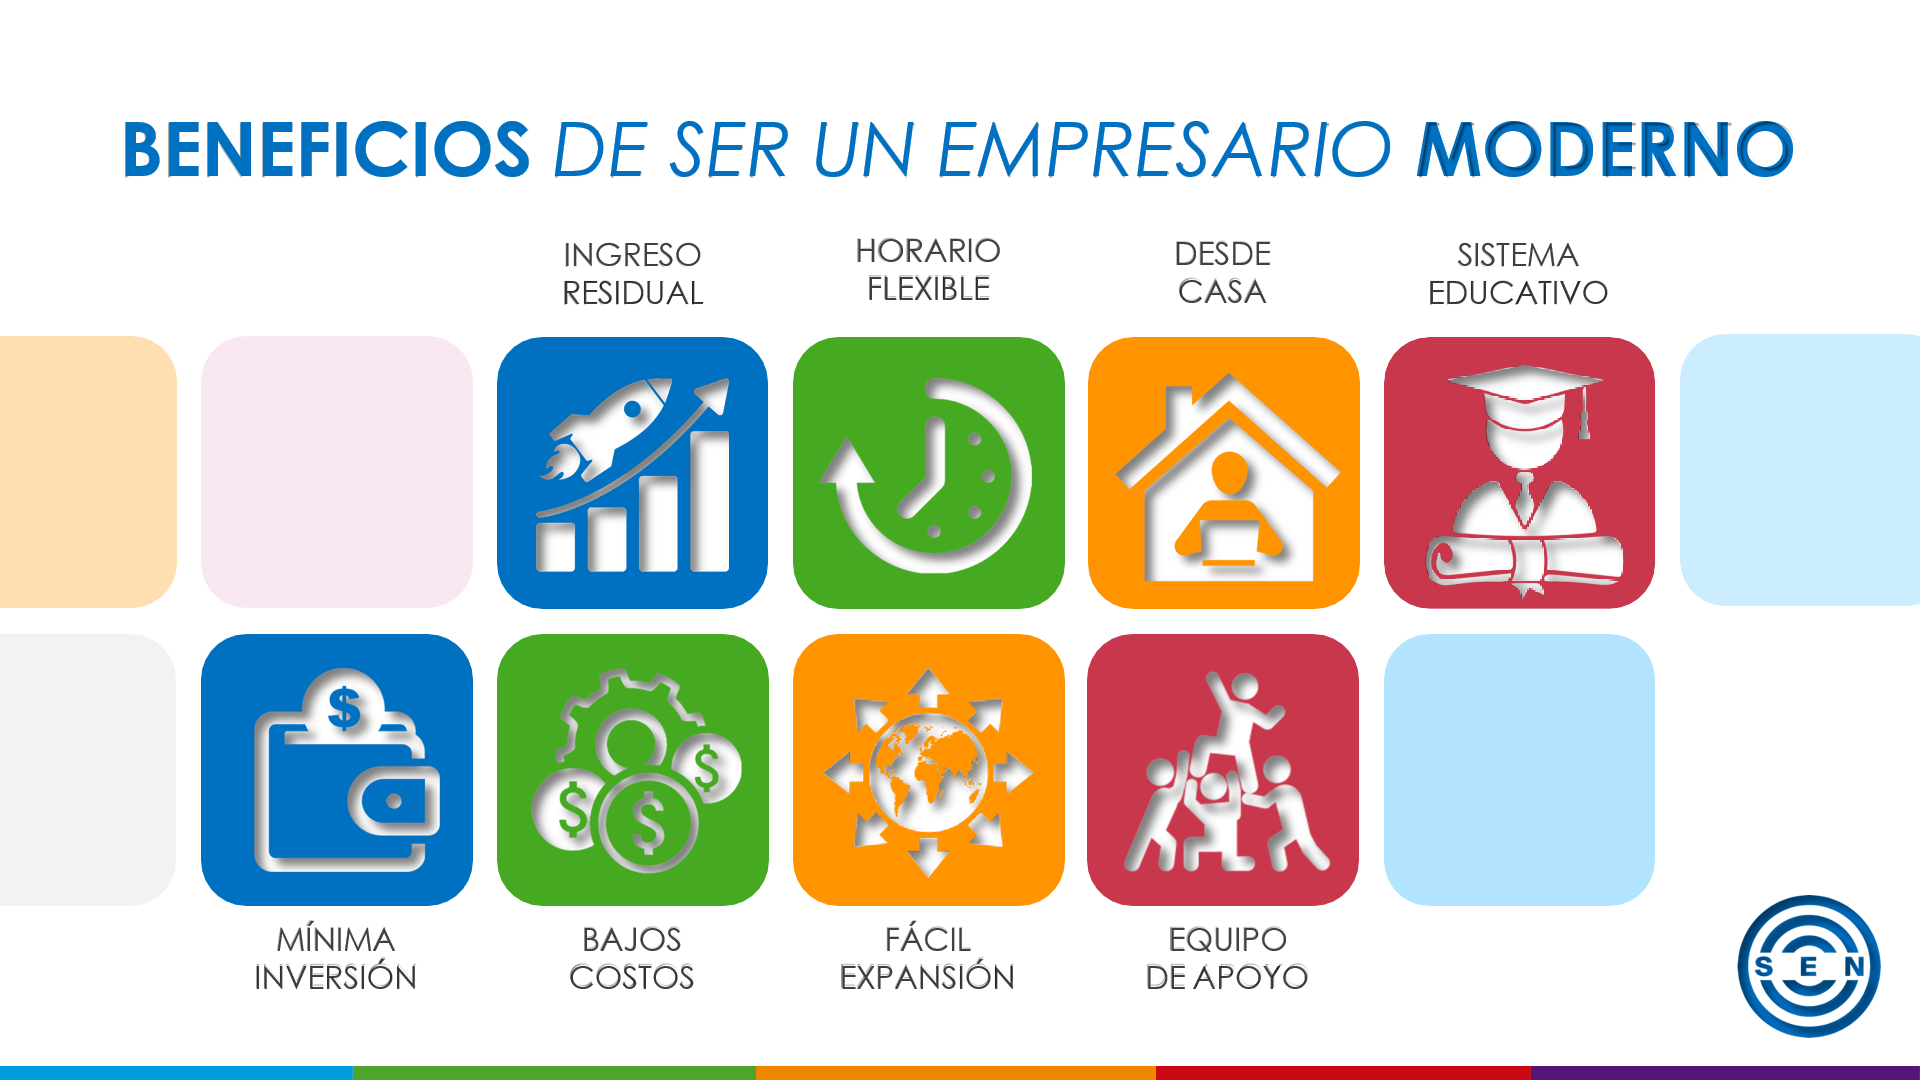 BENEFICIOS DE SER UN EMPRESARIO MODERNO
INGRESO
RESIDUAL
HORARIO
FLEXIBLE
DESDE
CASA
SISTEMA
EDUCATIVO
$
$
$
$
MÍNIMA
INVERSIÓN
BAJOS
COSTOS
FÁCIL
EXPANSIÓN
EQUIPO
DE APOYO
SEN